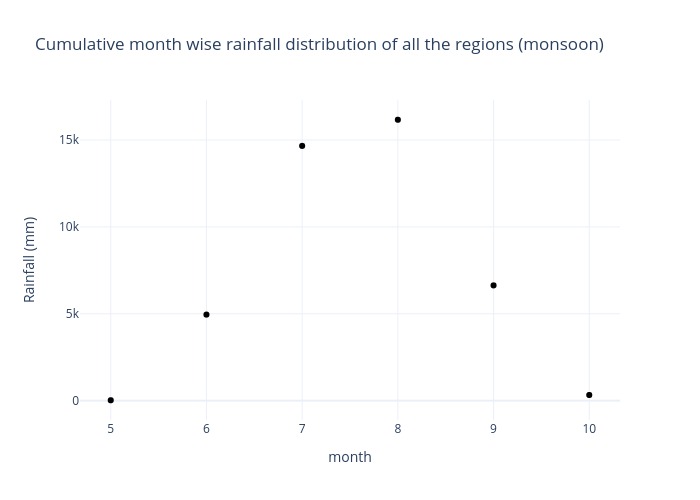 Cumulative month wise rainfall distribution of all the regions (monsoon)
Rainfall (mm)
15k
10k
5k
0
5 6 7 8 9 10
month